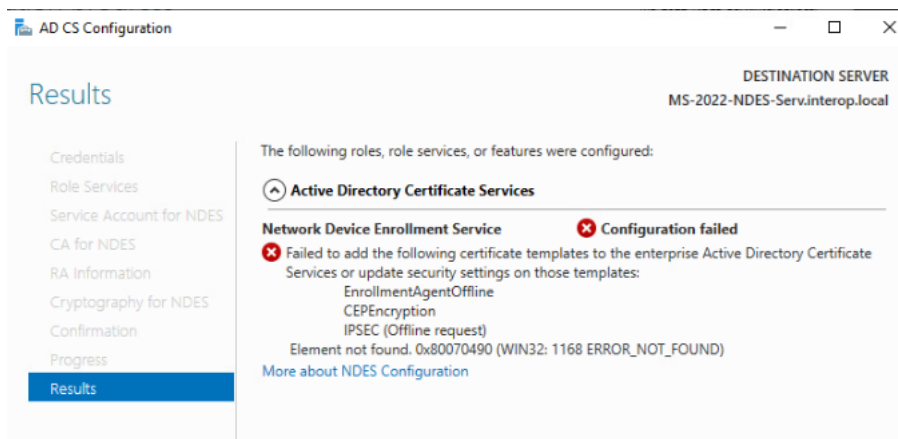 AD CS Configuration
DESTINATION SERVER
MS-2022-NDES-Serv.interop.local
Results
Credentials
Role Services
Service Account for NDES
CA for NDES
RA Information
Cryptography for NDES
Confirmation
Progress
Results
The following roles, role services, or features were configured:
Active Directory Certificate Services
Network Device Enrollment Service Configuration failed
Failed to add the following certificate templates to the enterprise Active Directory Certificate
Services or update security settings on those templates:
EnrollmentAgentOffline
CEPEncryption
IPSEC (Offline request)
Element not found. 0x80070490 (WIN32: 1168 ERROR_NOT_FOUND)
More about NDES Configuration